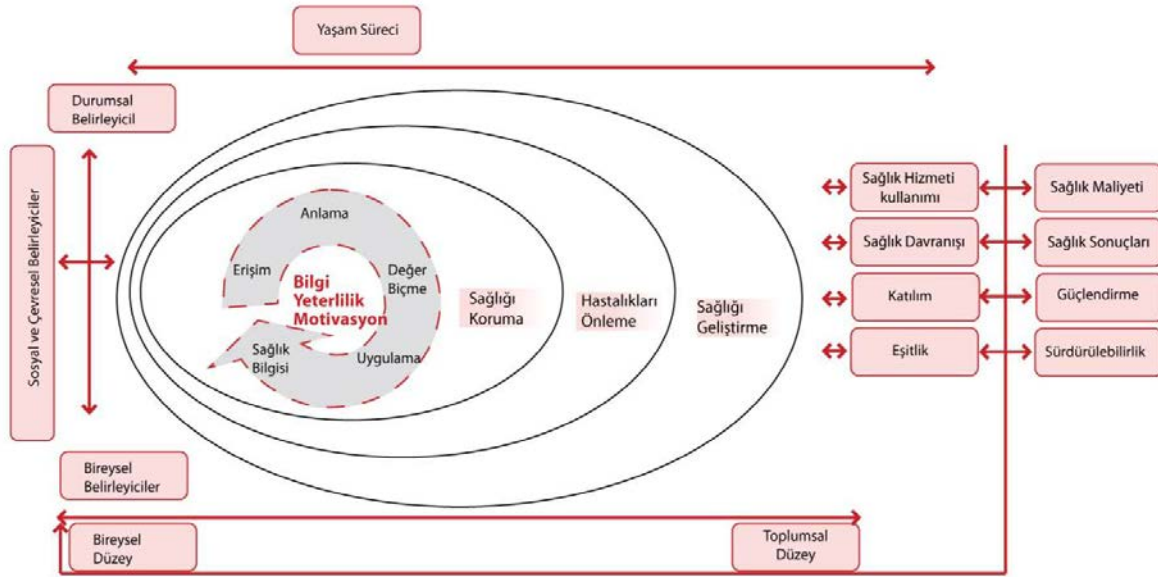 Yaşam Süreci
Durumsal
Belirleyicil
Sosyal ve Çevresel Belirleyiciler
Anlama
Erişim
Değer
Biçme
Bilgi
Yeterlilik
Motivasyon
Sağlık
Bilgisi
Uygulama
Sağlığı
Koruma
Hastalıkları
Önleme
Sağlığı
Geliştirme
Sağlık Hizmeti
kullanımı
Sağlık Maliyeti
Sağlık Davranışı
Sağlık Sonuçları
Katılım
Güçlendirme
Eşitlik
Sürdürülebilirlik
Bireysel
Belirleyiciler
Bireysel
Düzey
Toplumsal
Düzey